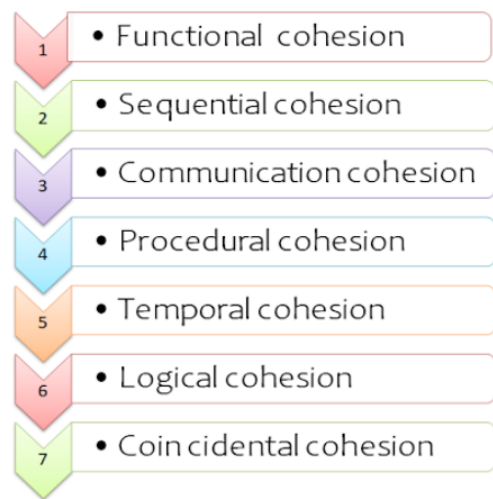 1 • Functional cohesion
2 • Sequential cohesion
3 • Communication cohesion
4 • Procedural cohesion
5 • Temporal cohesion
6 • Logical cohesion
7 • Coin cidental cohesion